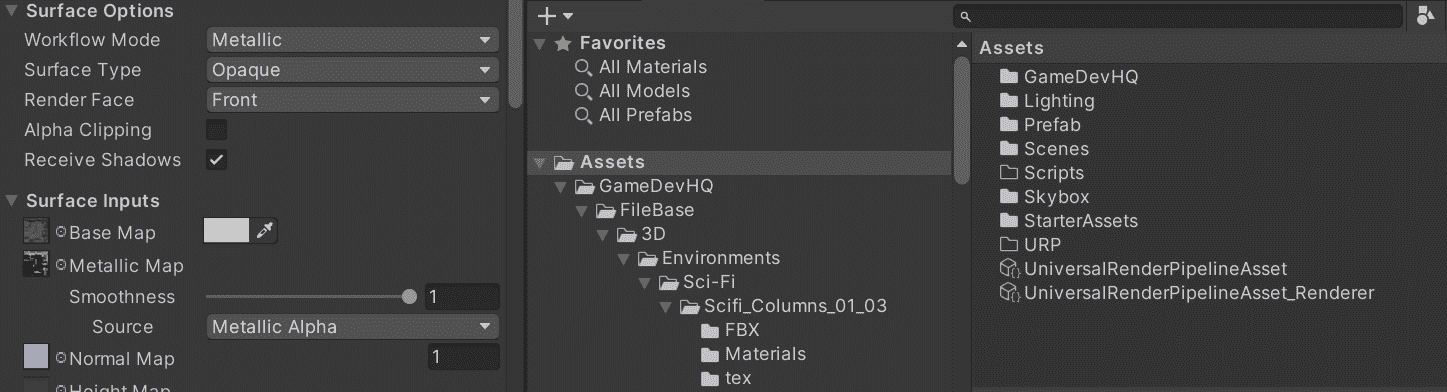 Surface Options
Workflow Mode Metallic
Surface Type Opaque
Render Face Front
Alpha Clipping
Receive Shadows
Surface Inputs
Base Map
Metallic Map
Smoothness 1
Source Metallic Alpha
Normal Map 1
Height Map
Favorites
All Materials
All Models
All Prefabs
Assets
GameDevHQ
FileBase
3D
Environments
Sci-Fi
Scifi_Columns_01_03
FBX
Materials
tex
Assets
GameDevHQ
Lighting
Prefab
Scenes
Scripts
Skybox
StarterAssets
URP
UniversalRenderPipelineAsset
UniversalRenderPipelineAsset_Renderer